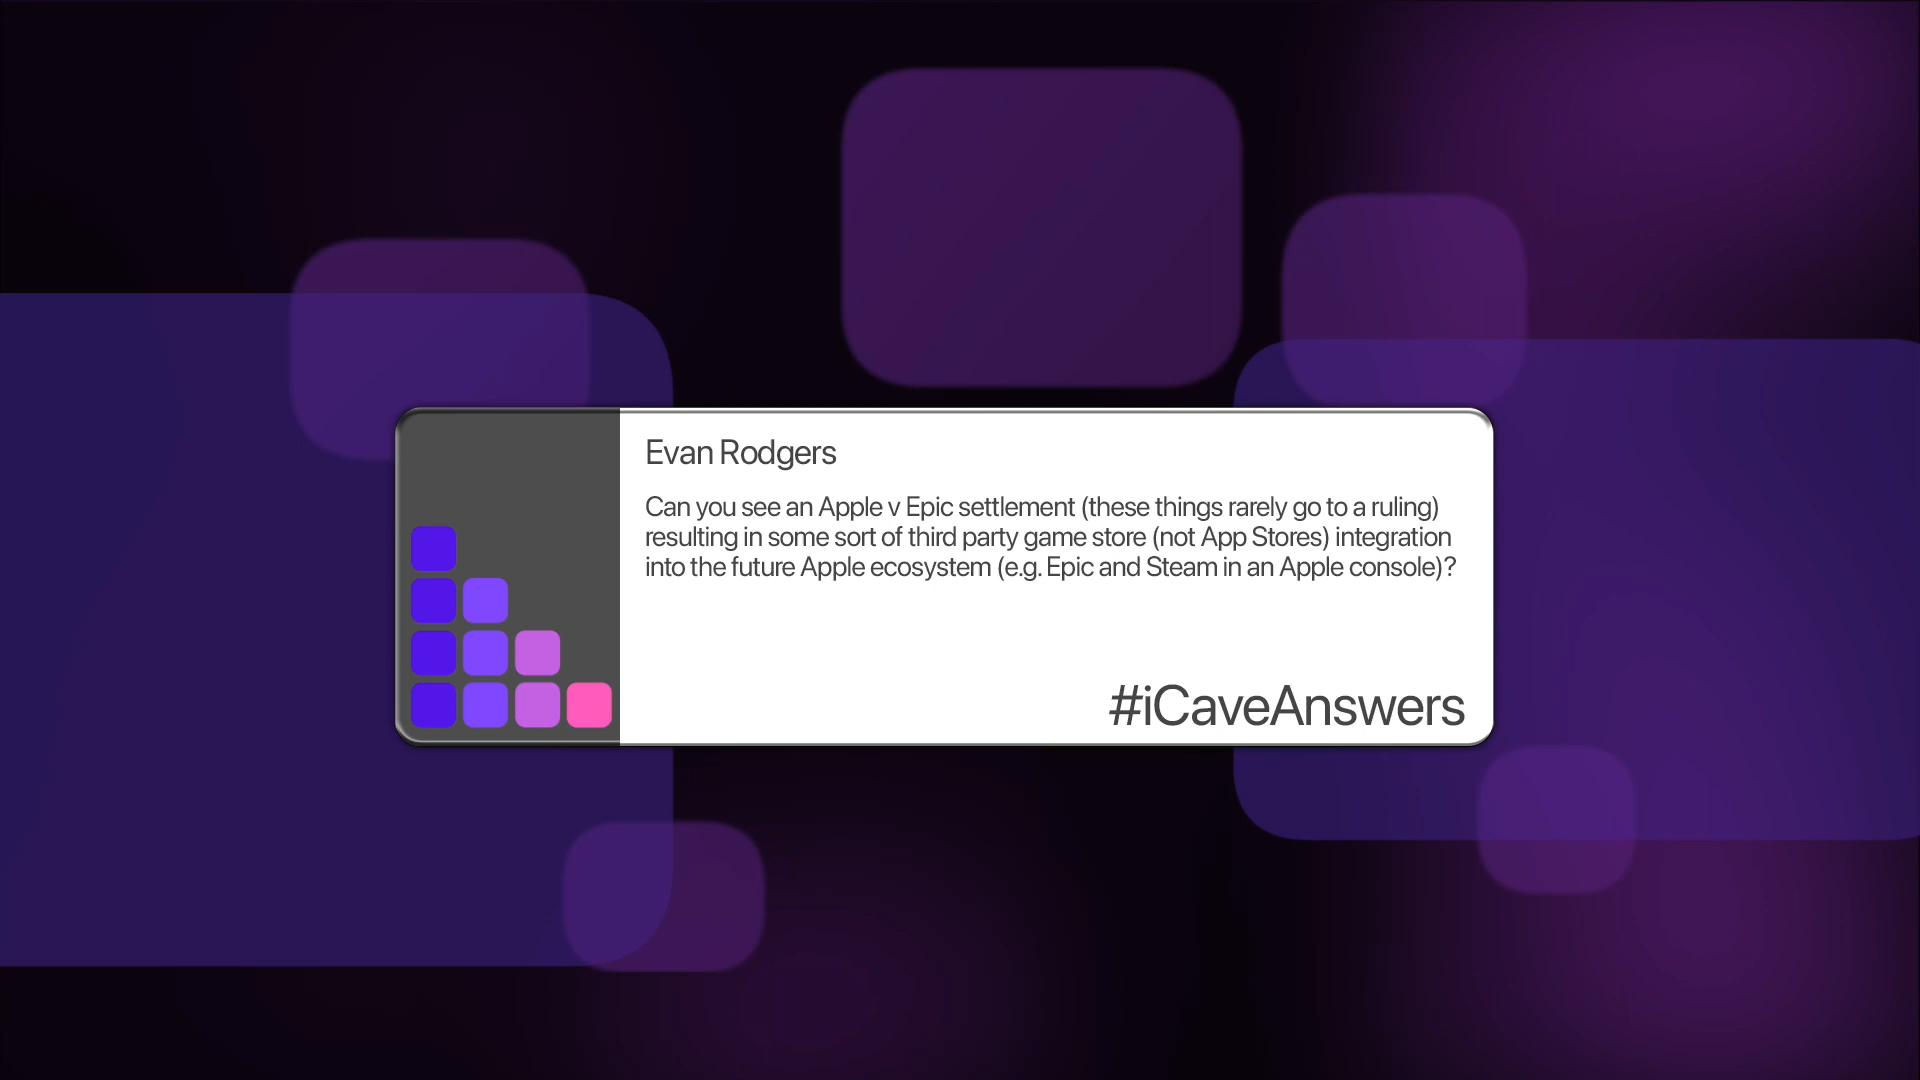 Evan Rodgers
Can you see an Apple v Epic settlement (these things rarely go to a ruling)
resulting in some sort of third party game store (not App Stores) integration
into the future Apple ecosystem (e.g. Epic and Steam in an Apple console)?
#iCaveAnswers